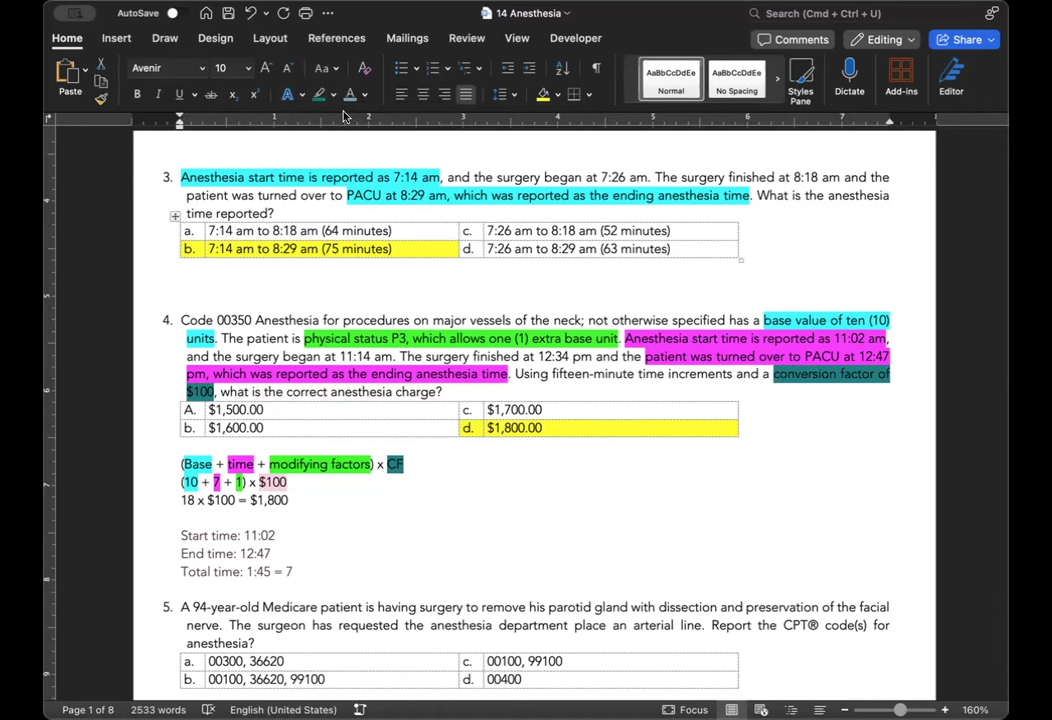 AutoSave
14 Anesthesia
Search (Cmd + Ctrl + U)
Home Insert Draw Design Layout References Mailings Review View Developer
Comments Editing Share
Paste
Avenir 10
Aa
B I U ab x₂ x² A A
AaBbCcDdEe AaBbCcDdEe
Normal No Spacing
Styles Pane
Dictate
Add-ins
Editor
1 2 3 4 5 6 7
3. Anesthesia start time is reported as 7:14 am, and the surgery began at 7:26 am. The surgery finished at 8:18 am and the
patient was turned over to PACU at 8:29 am, which was reported as the ending anesthesia time. What is the anesthesia
time reported?
a. 7:14 am to 8:18 am (64 minutes) c. 7:26 am to 8:18 am (52 minutes)
b. 7:14 am to 8:29 am (75 minutes) d. 7:26 am to 8:29 am (63 minutes)
4. Code 00350 Anesthesia for procedures on major vessels of the neck; not otherwise specified has a base value of ten (10)
units. The patient is physical status P3, which allows one (1) extra base unit. Anesthesia start time is reported as 11:02 am,
and the surgery began at 11:14 am. The surgery finished at 12:34 pm and the patient was turned over to PACU at 12:47
pm, which was reported as the ending anesthesia time. Using fifteen-minute time increments and a conversion factor of
$100, what is the correct anesthesia charge?
A. $1,500.00 c. $1,700.00
b. $1,600.00 d. $1,800.00
(Base + time + modifying factors) x CF
(10 + 7 + 1) x $100
18 x $100 = $1,800
Start time: 11:02
End time: 12:47
Total time: 1:45 = 7
5. A 94-year-old Medicare patient is having surgery to remove his parotid gland with dissection and preservation of the facial
nerve. The surgeon has requested the anesthesia department place an arterial line. Report the CPT® code(s) for
anesthesia?
a. 00300, 36620 c. 00100, 99100
b. 00100, 36620, 99100 d. 00400
Page 1 of 8 2533 words English (United States) Focus 160%